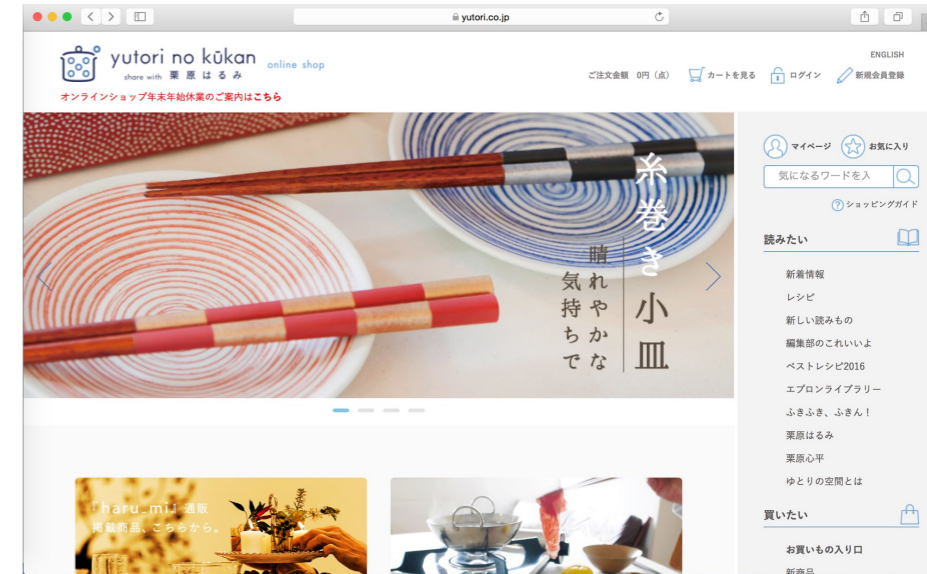 yutori.co.jp
yutori no kūkan online shop
share with 栗原はるみ
オンラインショップ年末年始休業のご案内はこちら
ENGLISH
ご注文金額 0円(点) カートを見る ログイン 新規会員登録
糸巻き小皿
晴れやかな
気持ちで
マイページ お気に入り
気になるワードを入
? ショッピングガイド
読みたい
新着情報
レシピ
新しい読みもの
編集部のこれいいよ
ベストレシピ2016
エプロンライブラリー
ふきふき、ふきん!
栗原はるみ
栗原心平
ゆとりの空間とは
買いたい
お買いもの入り口
新商品
『haru_mi』通販
掲載商品、こちらから。